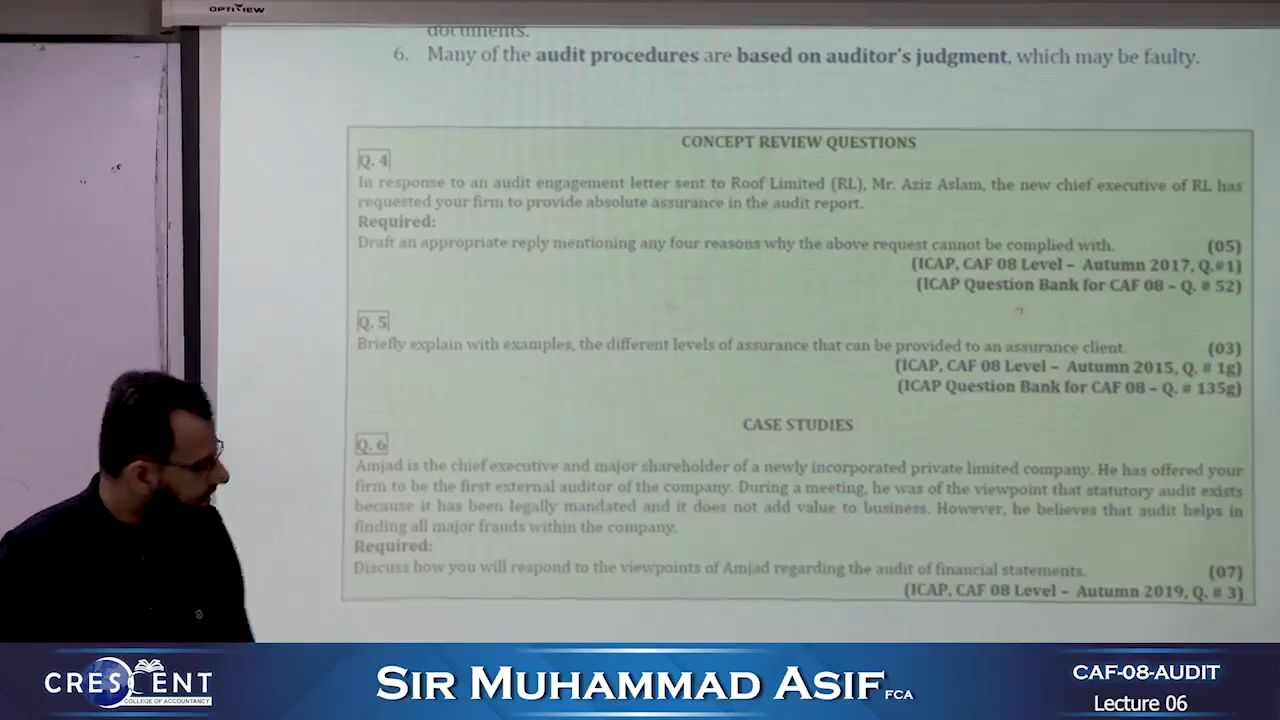 OPTIVIEW
documents.
6. Many of the audit procedures are based on auditor's judgment, which may be faulty.
CONCEPT REVIEW QUESTIONS
Q. 4
In response to an audit engagement letter sent to Roof Limited (RL), Mr. Aziz Aslam, the new chief executive of RL has
requested your firm to provide absolute assurance in the audit report.
Required:
Draft an appropriate reply mentioning any four reasons why the above request cannot be complied with. (05)
(ICAP, CAF 08 Level – Autumn 2017, Q.#1)
(ICAP Question Bank for CAF 08 – Q. # 52)
Q. 5
Briefly explain with examples, the different levels of assurance that can be provided to an assurance client. (03)
(ICAP, CAF 08 Level – Autumn 2015, Q. # 1g)
(ICAP Question Bank for CAF 08 – Q. # 135g)
CASE STUDIES
Q. 6
Amjad is the chief executive and major shareholder of a newly incorporated private limited company. He has offered your
firm to be the first external auditor of the company. During a meeting, he was of the viewpoint that statutory audit exists
because it has been legally mandated and it does not add value to business. However, he believes that audit helps in
finding all major frauds within the company.
Required:
Discuss how you will respond to the viewpoints of Amjad regarding the audit of financial statements. (07)
(ICAP, CAF 08 Level – Autumn 2019, Q. # 3)
CRESCENT
COLLEGE OF ACCOUNTANCY
SIR MUHAMMAD ASIF FCA
CAF-08-AUDIT
Lecture 06